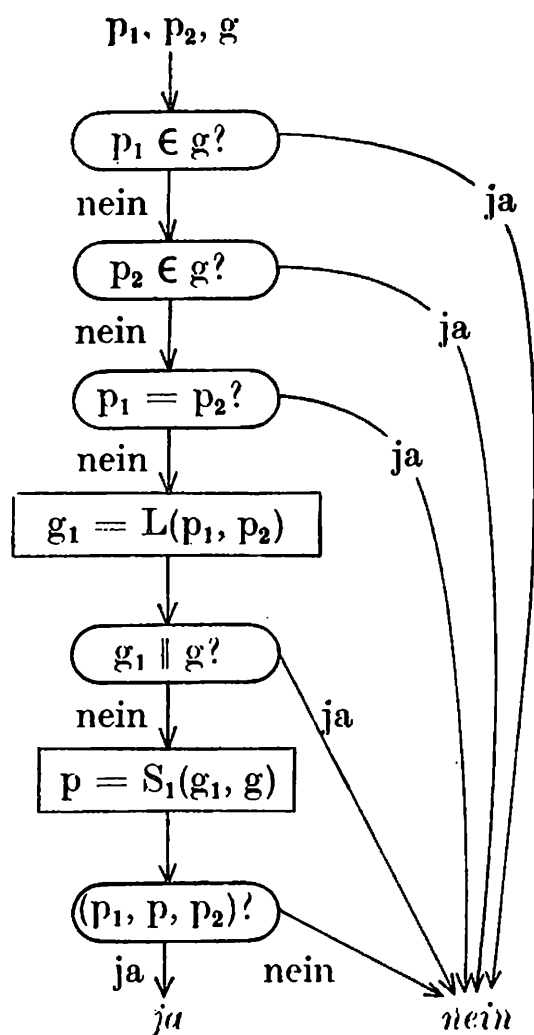 p₁, p₂, g
p₁ ∈ g?
ja
nein
p₂ ∈ g?
ja
nein
p₁ = p₂?
ja
nein
g₁ = L(p₁, p₂)
g₁ ∥ g?
ja
nein
p = S₁(g₁, g)
(p₁, p, p₂)?
ja nein
ja nein